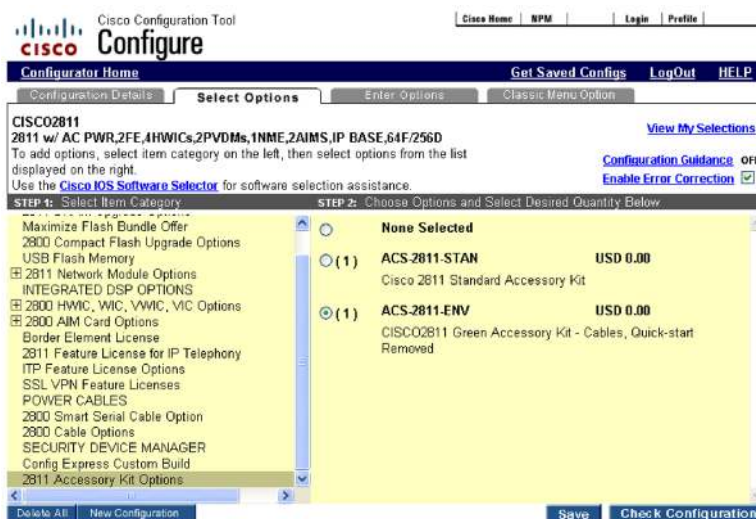 Cisco Configuration Tool
Cisco Home NPM Login Profile
CISCO
Configure
Configurator Home Get Saved Configs LogOut HELP
Configuration Details Select Options Enter Options Classic Menu Option
CISCO2811
2811 w/ AC PWR,2FE,4HWICs,2PVDMs,1NME,2AIMS,IP BASE,64F/256D
View My Selections
To add options, select item category on the left, then select options from the list
displayed on the right.
Configuration Guidance OFF
Use the Cisco IOS Software Selector for software selection assistance.
Enable Error Correction
STEP 1: Select Item Category STEP 2: Choose Options and Select Desired Quantity Below
Maximize Flash Bundle Offer
2800 Compact Flash Upgrade Options
USB Flash Memory
2811 Network Module Options
INTEGRATED DSP OPTIONS
2800 HWIC, WIC, VWIC, VIC Options
2800 AIM Card Options
Border Element License
2811 Feature License for IP Telephony
ITP Feature License Options
SSL VPN Feature Licenses
POWER CABLES
2800 Smart Serial Cable Option
2800 Cable Options
SECURITY DEVICE MANAGER
Config Express Custom Build
2811 Accessory Kit Options
None Selected
(1) ACS-2811-STAN USD 0.00
Cisco 2811 Standard Accessory Kit
(1) ACS-2811-ENV USD 0.00
CISCO2811 Green Accessory Kit - Cables, Quick-start
Removed
Delete All New Configuration Save Check Configuration